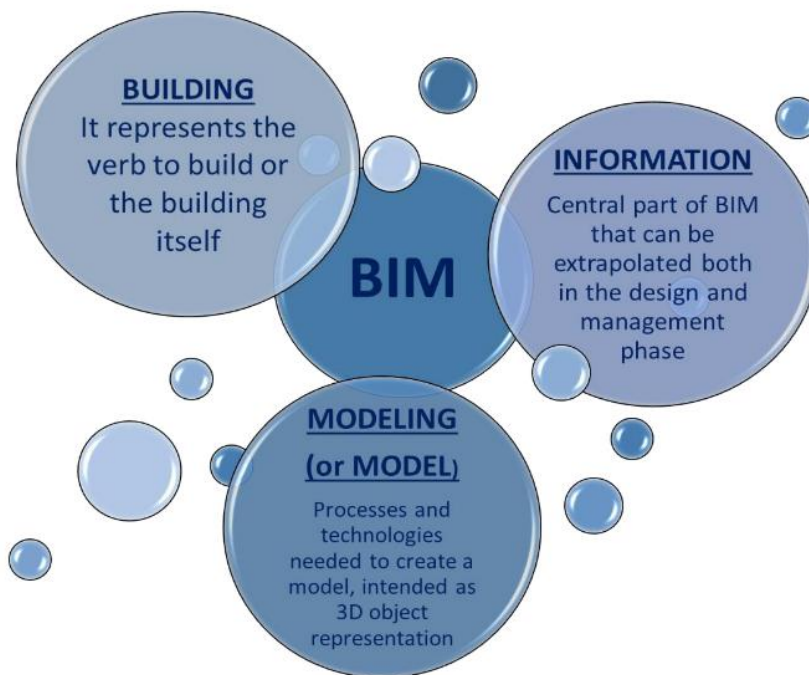 BUILDING
It represents the
verb to build or
the building
itself
INFORMATION
Central part of BIM
that can be
extrapolated both
in the design and
management
phase
BIM
MODELING
(or MODEL)
Processes and
technologies
needed to create a
model, intended as
3D object
representation